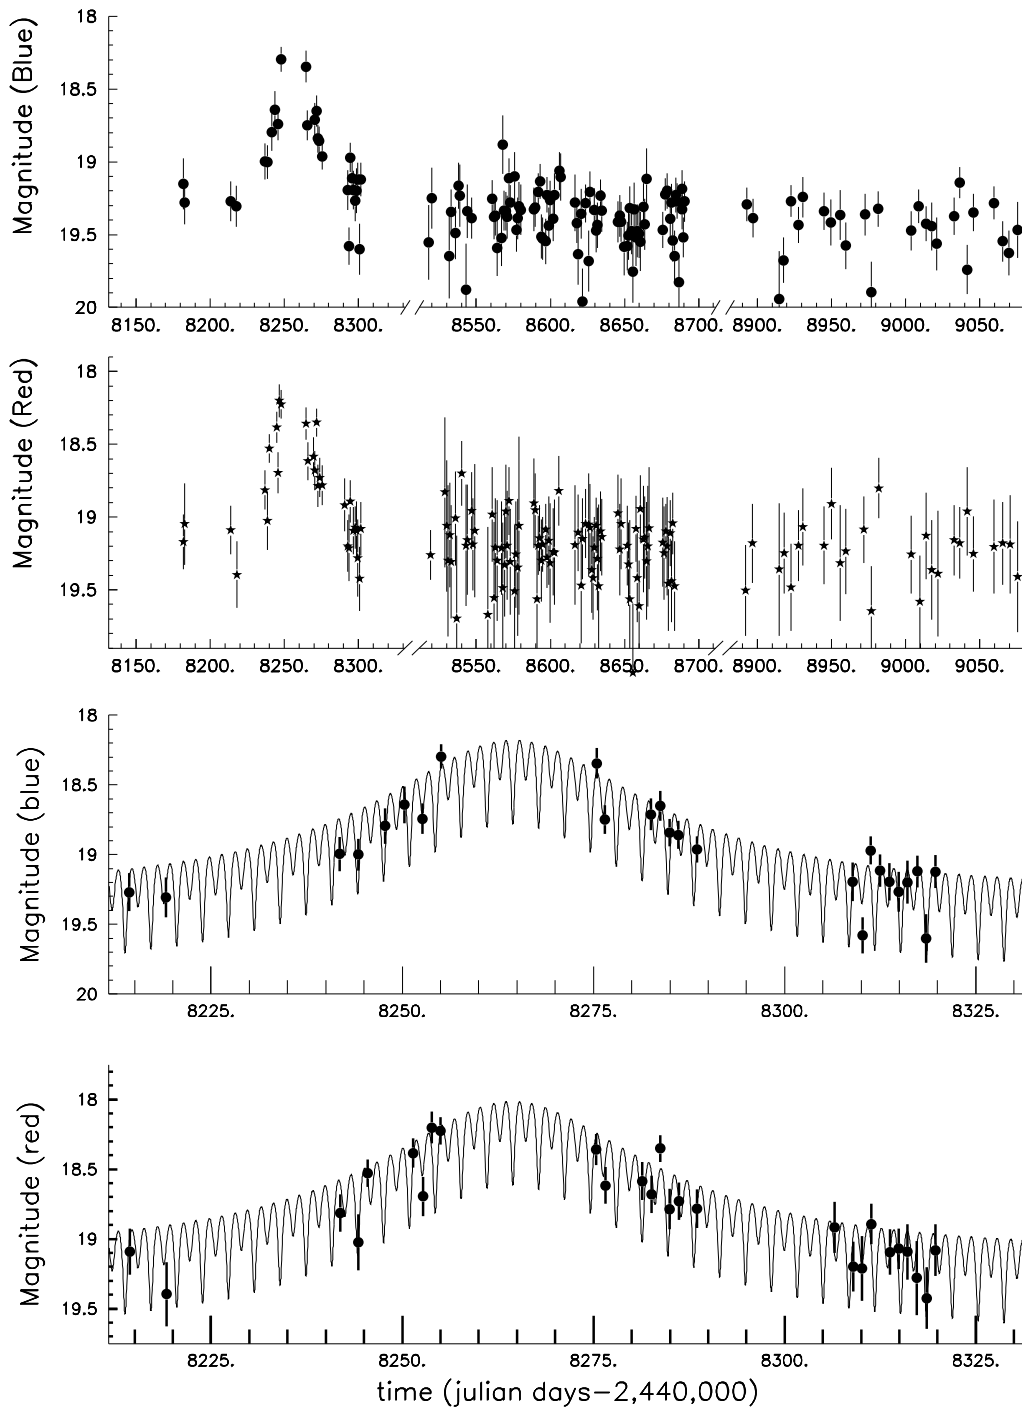 Magnitude (Blue)
18
18.5
19
19.5
20
8150. 8200. 8250. 8300. 8550. 8600. 8650. 8700. 8900. 8950. 9000. 9050.
Magnitude (Red)
18
18.5
19
19.5
8150. 8200. 8250. 8300. 8550. 8600. 8650. 8700. 8900. 8950. 9000. 9050.
Magnitude (blue)
18
18.5
19
19.5
20
8225. 8250. 8275. 8300. 8325.
Magnitude (red)
18
18.5
19
19.5
8225. 8250. 8275. 8300. 8325.
time (julian days−2,440,000)